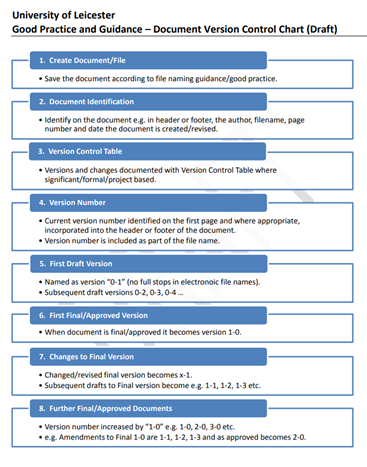 University of Leicester
Good Practice and Guidance – Document Version Control Chart (Draft)
1. Create Document/File
• Save the document according to file naming guidance/good practice.
2. Document Identification
• Identify on the document e.g. in header or footer, the author, filename, page
number and date the document is created/revised.
3. Version Control Table
• Versions and changes documented with Version Control Table where
significant/formal/project based.
4. Version Number
• Current version number identified on the first page and where appropriate,
incorporated into the header or footer of the document.
• Version number is included as part of the file name.
5. First Draft Version
• Named as version “0-1” (no full stops in electronoic file names).
• Subsequent draft versions 0-2, 0-3, 0-4 ...
6. First Final/Approved Version
• When document is final/approved it becomes version 1-0.
7. Changes to Final Version
• Changed/revised final version becomes x-1.
• Subsequent drafts to Final version become e.g. 1-1, 1-2, 1-3 etc.
8. Further Final/Approved Documents
• Version number increased by “1-0” e.g. 1-0, 2-0, 3-0 etc.
• e.g. Amendments to Final 1-0 are 1-1, 1-2, 1-3 and as approved becomes 2-0.